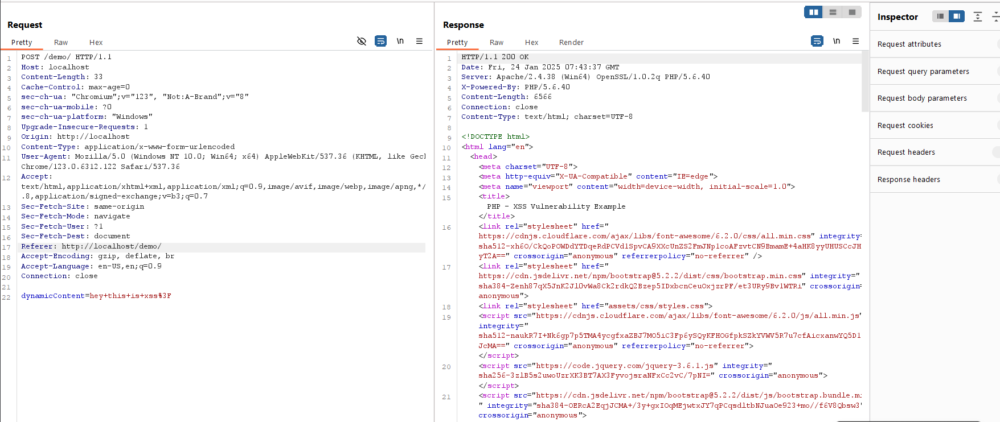 Request
Pretty Raw Hex \n
1 POST /demo/ HTTP/1.1
2 Host: localhost
3 Content-Length: 33
4 Cache-Control: max-age=0
5 sec-ch-ua: "Chromium";v="123", "Not:A-Brand";v="8"
6 sec-ch-ua-mobile: ?0
7 sec-ch-ua-platform: "Windows"
8 Upgrade-Insecure-Requests: 1
9 Origin: http://localhost
10 Content-Type: application/x-www-form-urlencoded
11 User-Agent: Mozilla/5.0 (Windows NT 10.0; Win64; x64) AppleWebKit/537.36 (KHTML, like Gecl
Chrome/123.0.6312.122 Safari/537.36
12 Accept:
text/html,application/xhtml+xml,application/xml;q=0.9,image/avif,image/webp,image/apng,*/
.8,application/signed-exchange;v=b3;q=0.7
13 Sec-Fetch-Site: same-origin
14 Sec-Fetch-Mode: navigate
15 Sec-Fetch-User: ?1
16 Sec-Fetch-Dest: document
17 Referer: http://localhost/demo/
18 Accept-Encoding: gzip, deflate, br
19 Accept-Language: en-US,en;q=0.9
20 Connection: close
21
22 dynamicContent=hey+this+is+xss%3F
Response
Pretty Raw Hex Render \n
1 HTTP/1.1 200 OK
2 Date: Fri, 24 Jan 2025 07:43:37 GMT
3 Server: Apache/2.4.38 (Win64) OpenSSL/1.0.2q PHP/5.6.40
4 X-Powered-By: PHP/5.6.40
5 Content-Length: 6566
6 Connection: close
7 Content-Type: text/html; charset=UTF-8
8
9 <!DOCTYPE html>
10 <html lang="en">
11 <head>
12 <meta charset="UTF-8">
13 <meta http-equiv="X-UA-Compatible" content="IE=edge">
14 <meta name="viewport" content="width=device-width, initial-scale=1.0">
15 <title>
PHP - XSS Vulnerability Example
</title>
16 <link rel="stylesheet" href="
https://cdnjs.cloudflare.com/ajax/libs/font-awesome/6.2.0/css/all.min.css" integrity=
sha512-xh6O/CkQoPOWDdYTDqeRdPCVd1SpvCA9XXcUnZS2FmJNp1coAFzvtCN9BmamE+4aHK8yyUHUSCcJH
yT2A==" crossorigin="anonymous" referrerpolicy="no-referrer" />
17 <link rel="stylesheet" href="
https://cdn.jsdelivr.net/npm/bootstrap@5.2.2/dist/css/bootstrap.min.css" integrity="
sha384-Zenh87qX5JnK2Jl0vWa8Ck2rdkQ2Bzep5IDxbcnCeuOxjzrPF/et3URy9Bv1WTRi" crossorigin=
anonymous">
18 <link rel="stylesheet" href="assets/css/styles.css">
19 <script src="https://cdnjs.cloudflare.com/ajax/libs/font-awesome/6.2.0/js/all.min.js"
integrity="
sha512-naukR7I+Nk6gp7p5TMA4ycgfxaZBJ7MO5iC3Fp6ySQyKFHOGfpkSZkYVWV5R7u7cfAicxanwYQ5D1
JcMA==" crossorigin="anonymous" referrerpolicy="no-referrer">
</script>
20 <script src="https://code.jquery.com/jquery-3.6.1.js" integrity="
sha256-3zlB5s2uwoUzrXK3BT7AX3FyvojsraNFxCc2vC/7pNI=" crossorigin="anonymous">
</script>
21 <script src="https://cdn.jsdelivr.net/npm/bootstrap@5.2.2/dist/js/bootstrap.bundle.mi
" integrity="sha384-OERcA2EqjJCMA+/3y+gxIOqMEjwtxJY7qPCqsdltbNJuaOe923+mo//f6V8Qbsw3"
crossorigin="anonymous">
Inspector
Request attributes
Request query parameters
Request body parameters
Request cookies
Request headers
Response headers